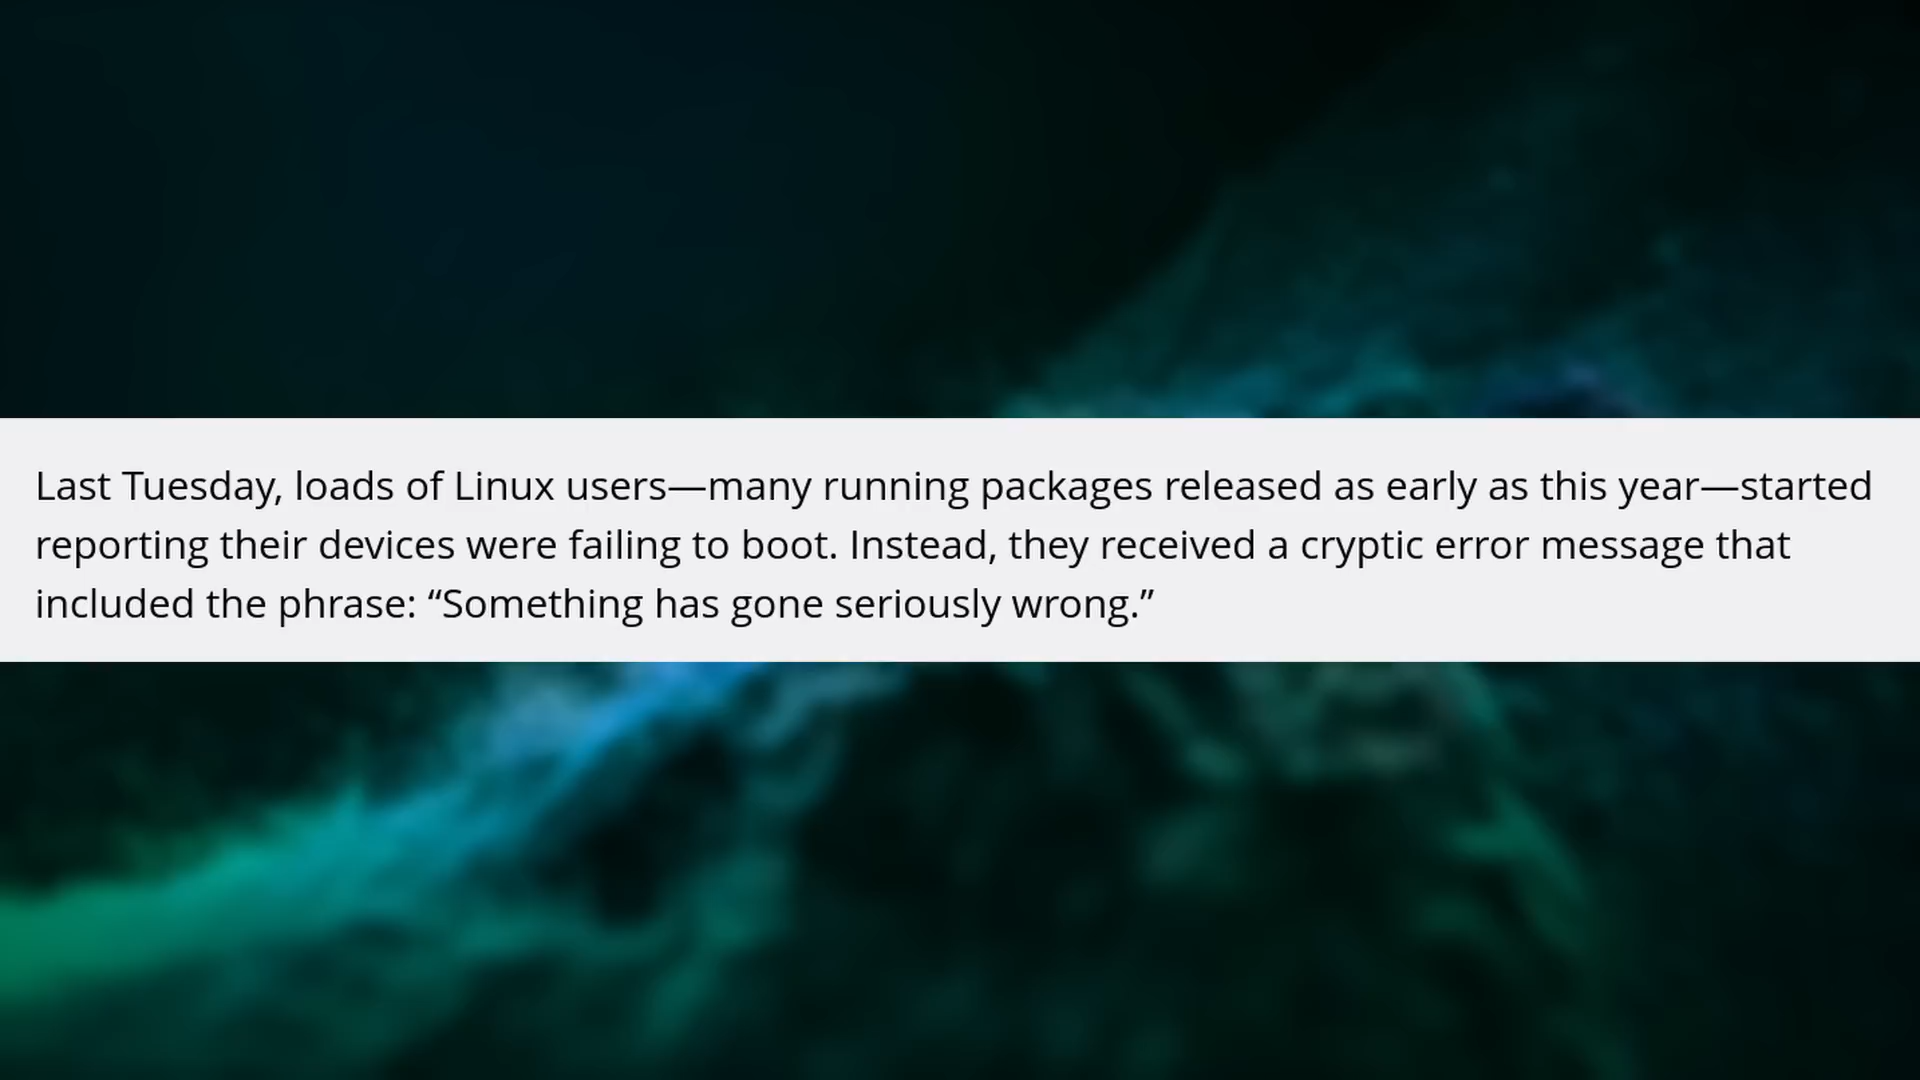 Last Tuesday, loads of Linux users—many running packages released as early as this year—started
reporting their devices were failing to boot. Instead, they received a cryptic error message that
included the phrase: “Something has gone seriously wrong.”